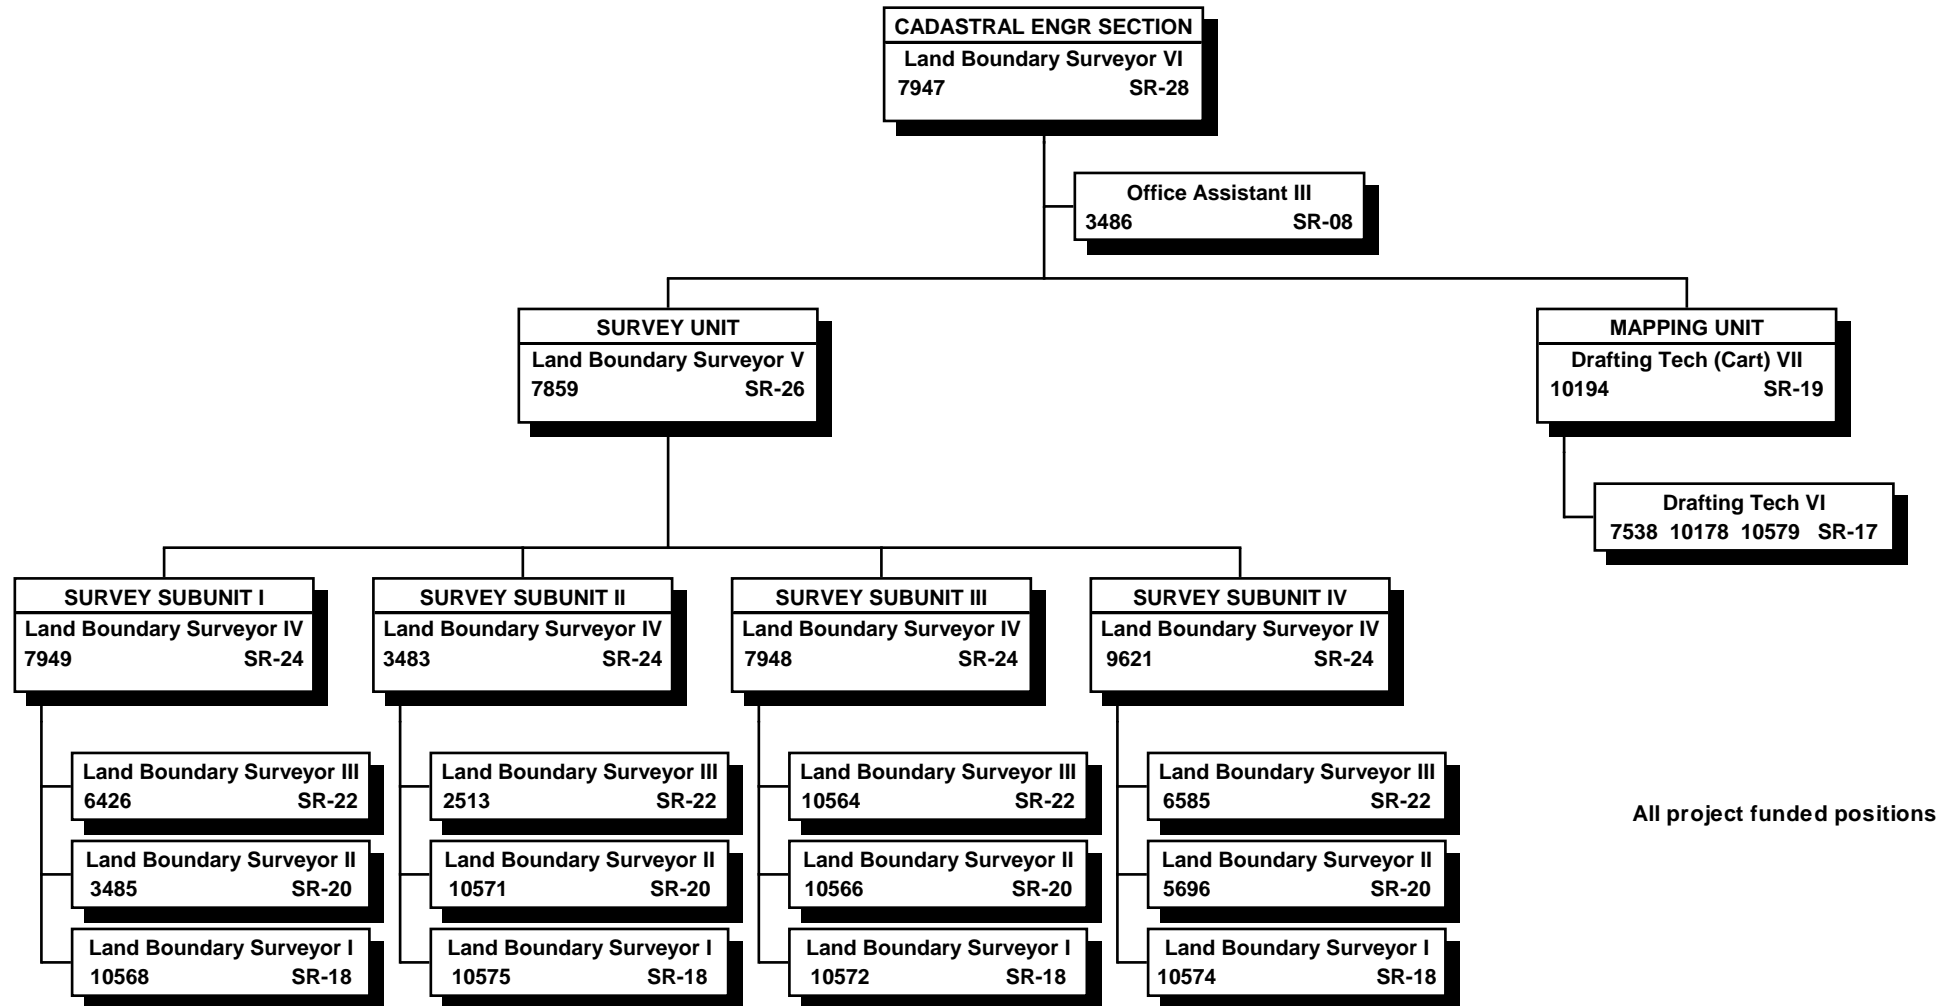 CADASTRAL ENGR SECTION
Land Boundary Surveyor VI
7947 SR-28
Office Assistant III
3486 SR-08
SURVEY UNIT
Land Boundary Surveyor V
7859 SR-26
MAPPING UNIT
Drafting Tech (Cart) VII
10194 SR-19
Drafting Tech VI
7538 10178 10579 SR-17
SURVEY SUBUNIT I
Land Boundary Surveyor IV
7949 SR-24
Land Boundary Surveyor III
6426 SR-22
Land Boundary Surveyor II
3485 SR-20
Land Boundary Surveyor I
10568 SR-18
SURVEY SUBUNIT II
Land Boundary Surveyor IV
3483 SR-24
Land Boundary Surveyor III
2513 SR-22
Land Boundary Surveyor II
10571 SR-20
Land Boundary Surveyor I
10575 SR-18
SURVEY SUBUNIT III
Land Boundary Surveyor IV
7948 SR-24
Land Boundary Surveyor III
10564 SR-22
Land Boundary Surveyor II
10566 SR-20
Land Boundary Surveyor I
10572 SR-18
SURVEY SUBUNIT IV
Land Boundary Surveyor IV
9621 SR-24
Land Boundary Surveyor III
6585 SR-22
Land Boundary Surveyor II
5696 SR-20
Land Boundary Surveyor I
10574 SR-18
All project funded positions